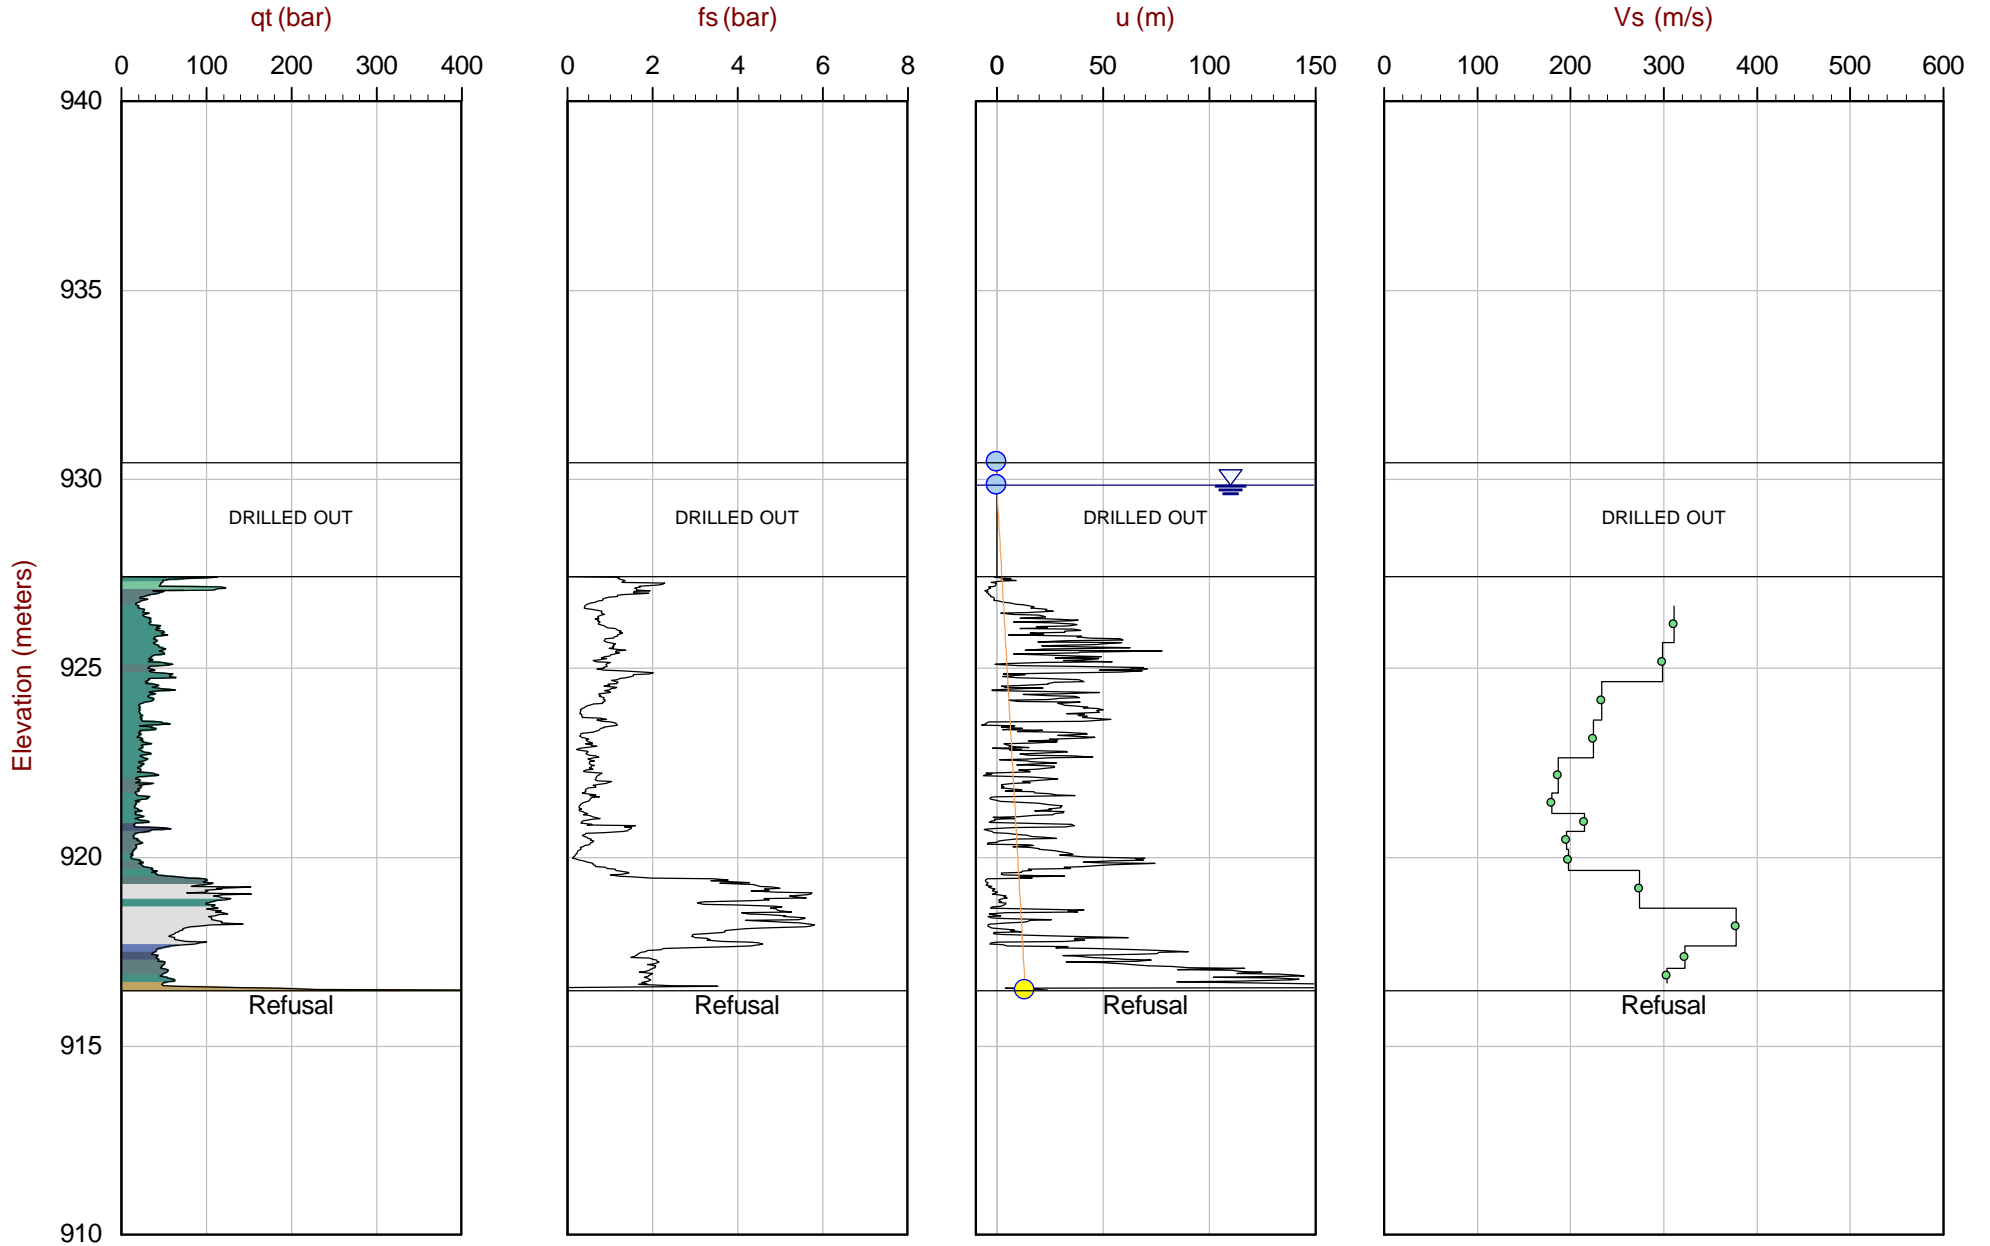 qt (bar) fs (bar) u (m) Vs (m/s)
0 100 200 300 400 0 2 4 6 8 0 50 100 150 0 100 200 300 400 500 600
940
935
930
DRILLED OUT DRILLED OUT DRILLED OUT DRILLED OUT
Elevation (meters)
925
920
Refusal Refusal Refusal Refusal
915
910